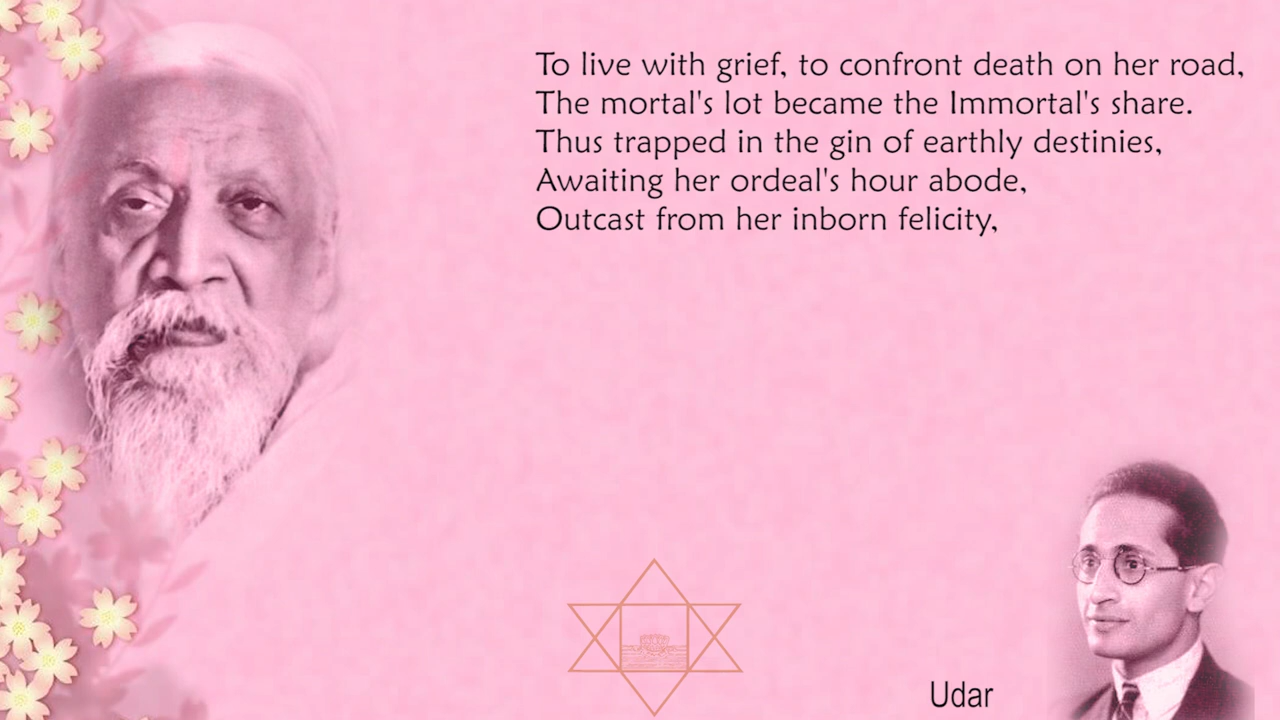 To live with grief, to confront death on her road,
The mortal's lot became the Immortal's share.
Thus trapped in the gin of earthly destinies,
Awaiting her ordeal's hour abode,
Outcast from her inborn felicity,
Udar